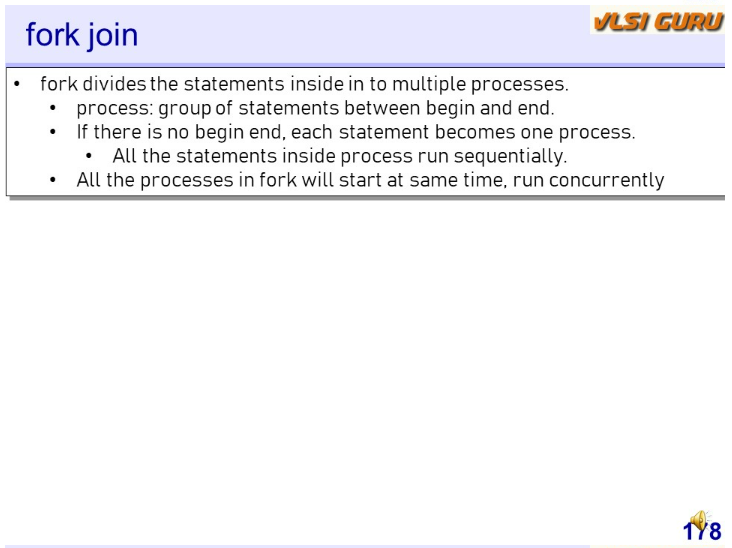 fork join
VLSI GURU
• fork divides the statements inside in to multiple processes.
• process: group of statements between begin and end.
• If there is no begin end, each statement becomes one process.
• All the statements inside process run sequentially.
• All the processes in fork will start at same time, run concurrently